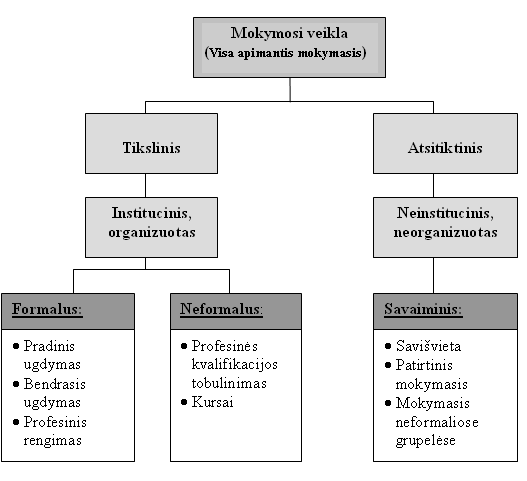 Mokymosi veikla
(Visa apimantis mokymasis)
Tikslinis
Atsitiktinis
Institucinis,
organizuotas
Neinstitucinis,
neorganizuotas
Formalus:
• Pradinis
ugdymas
• Bendrasis
ugdymas
• Profesinis
rengimas
Neformalus:
• Profesinės
kvalifikacijos
tobulinimas
• Kursai
Savaiminis:
• Savišvieta
• Patirtinis
mokymasis
• Mokymasis
neformaliose
grupelėse